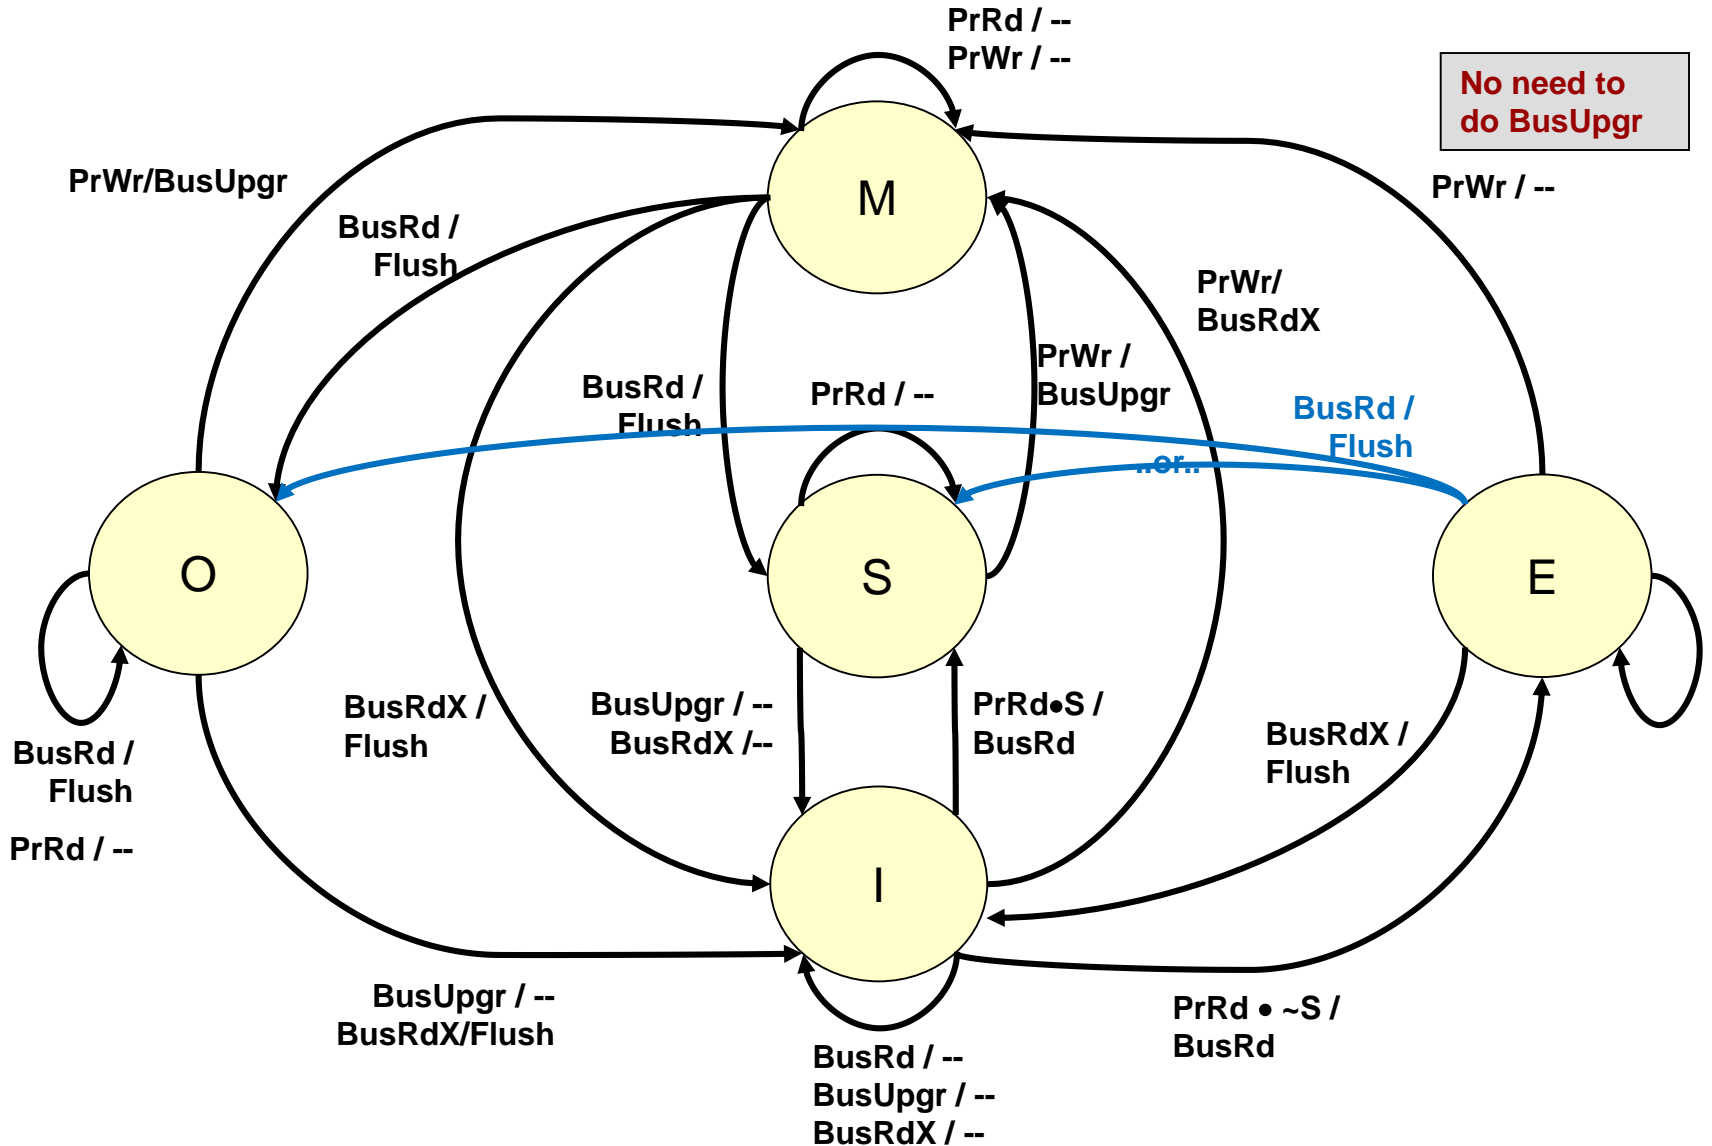 PrRd / --
PrWr / --
No need to
do BusUpgr
PrWr/BusUpgr
PrWr / --
M
BusRd /
Flush
PrWr/
BusRdX
PrWr /
BusUpgr
BusRd /
Flush
PrRd / --
BusRd /
Flush
..or..
O
S
E
BusRdX /
Flush
BusUpgr / --
BusRdX /--
PrRd●S /
BusRd
BusRdX /
Flush
BusRd /
Flush
PrRd / --
I
BusUpgr / --
BusRdX/Flush
PrRd ● ~S /
BusRd
BusRd / --
BusUpgr / --
BusRdX / --